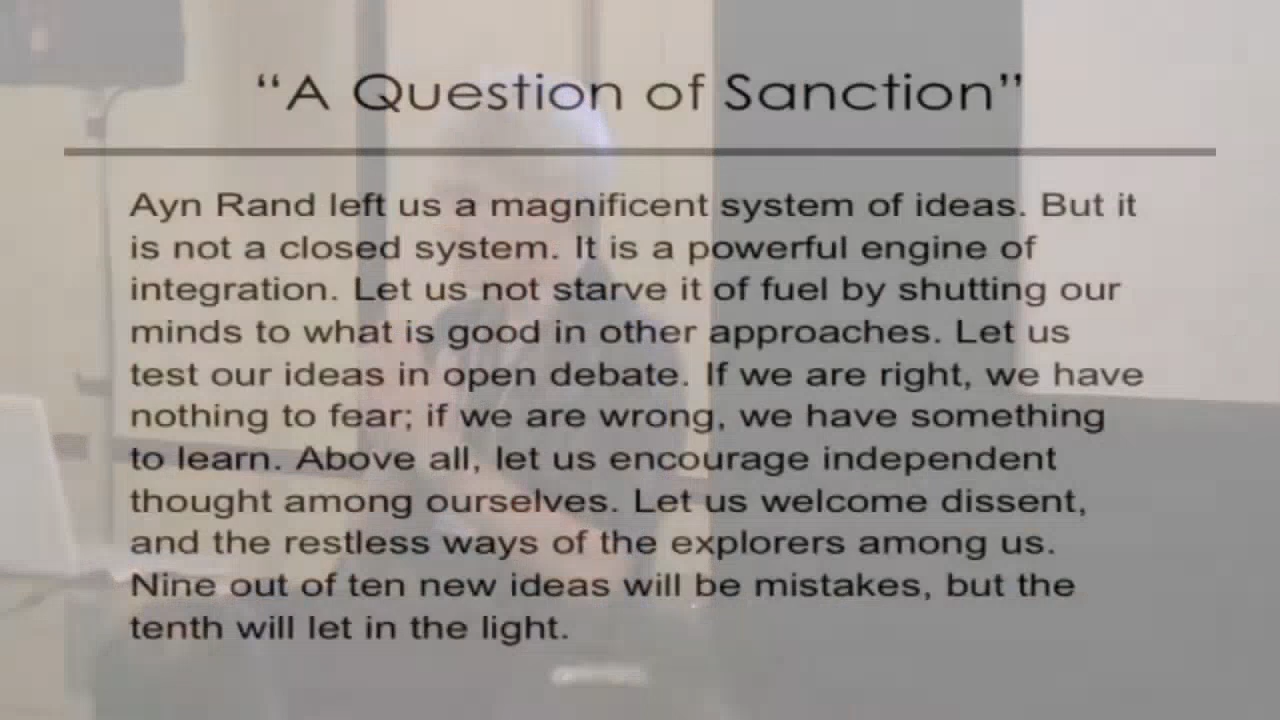 “A Question of Sanction”
Ayn Rand left us a magnificent system of ideas. But it
is not a closed system. It is a powerful engine of
integration. Let us not starve it of fuel by shutting our
minds to what is good in other approaches. Let us
test our ideas in open debate. If we are right, we have
nothing to fear; if we are wrong, we have something
to learn. Above all, let us encourage independent
thought among ourselves. Let us welcome dissent,
and the restless ways of the explorers among us.
Nine out of ten new ideas will be mistakes, but the
tenth will let in the light.